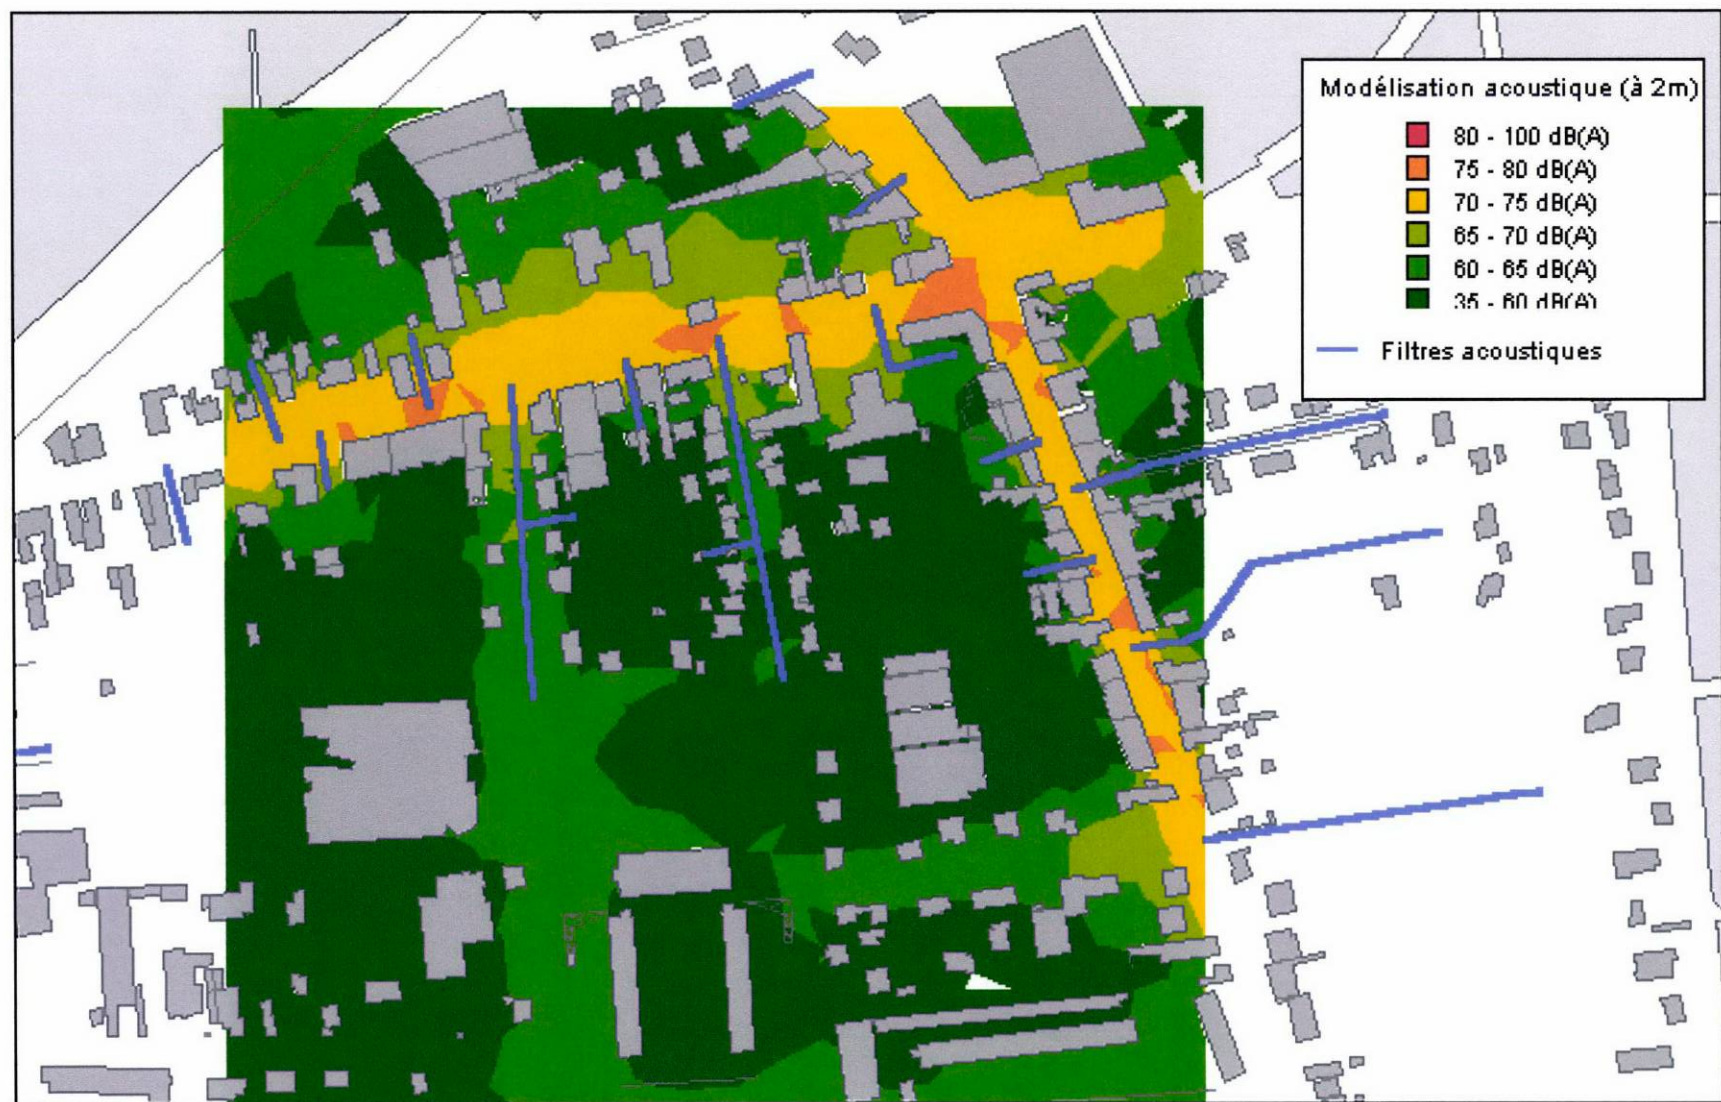 Modélisation acoustique (à 2m)
80 - 100 dB(A)
75 - 80 dB(A)
70 - 75 dB(A)
65 - 70 dB(A)
60 - 65 dB(A)
35 - 60 dB(A)
Filtres acoustiques